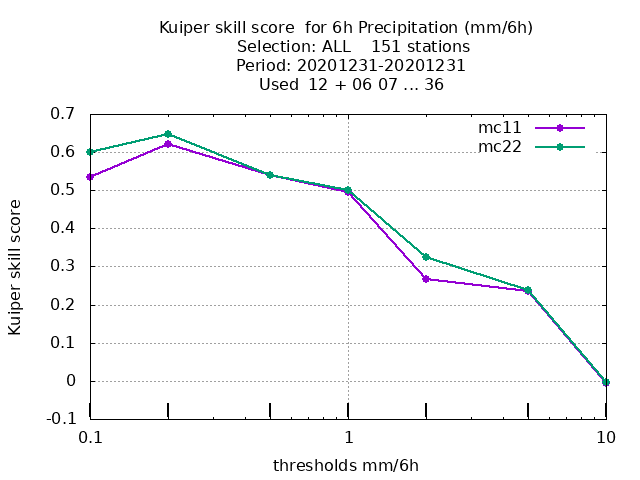 Kuiper skill score  for 6h Precipitation (mm/6h)
Selection: ALL    151 stations
Period: 20201231-20201231
Used  12 + 06 07 ... 36
mc11
mc22
Kuiper skill score
0.7
0.6
0.5
0.4
0.3
0.2
0.1
0
-0.1
0.1
1
10
thresholds mm/6h